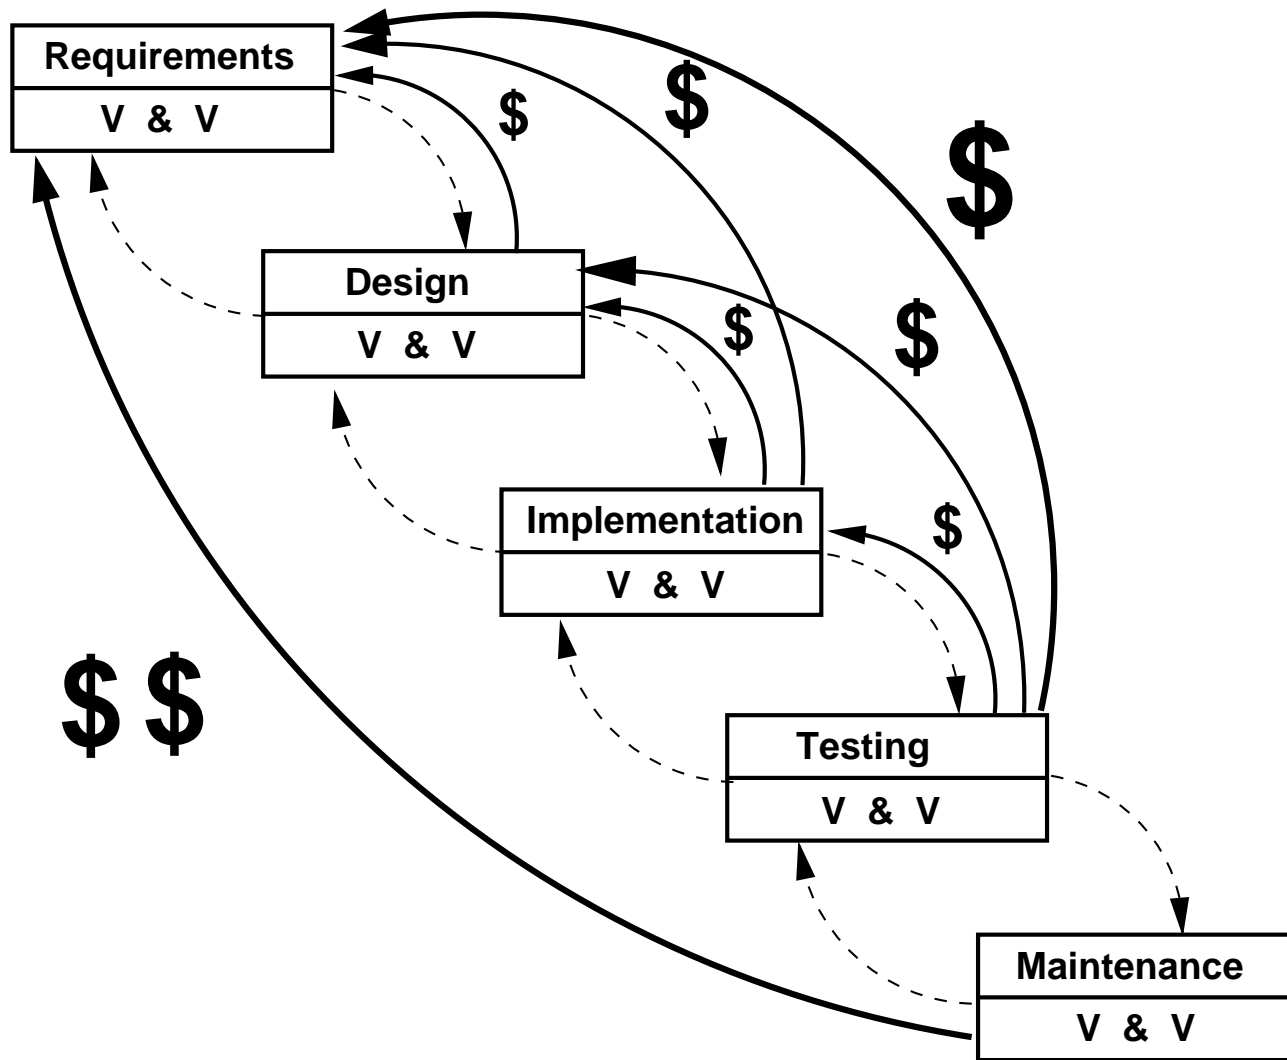 Requirements
V & V
$
$
$
Design
V & V
$
$
Implementation
V & V
$
$ $
Testing
V & V
Maintenance
V & V